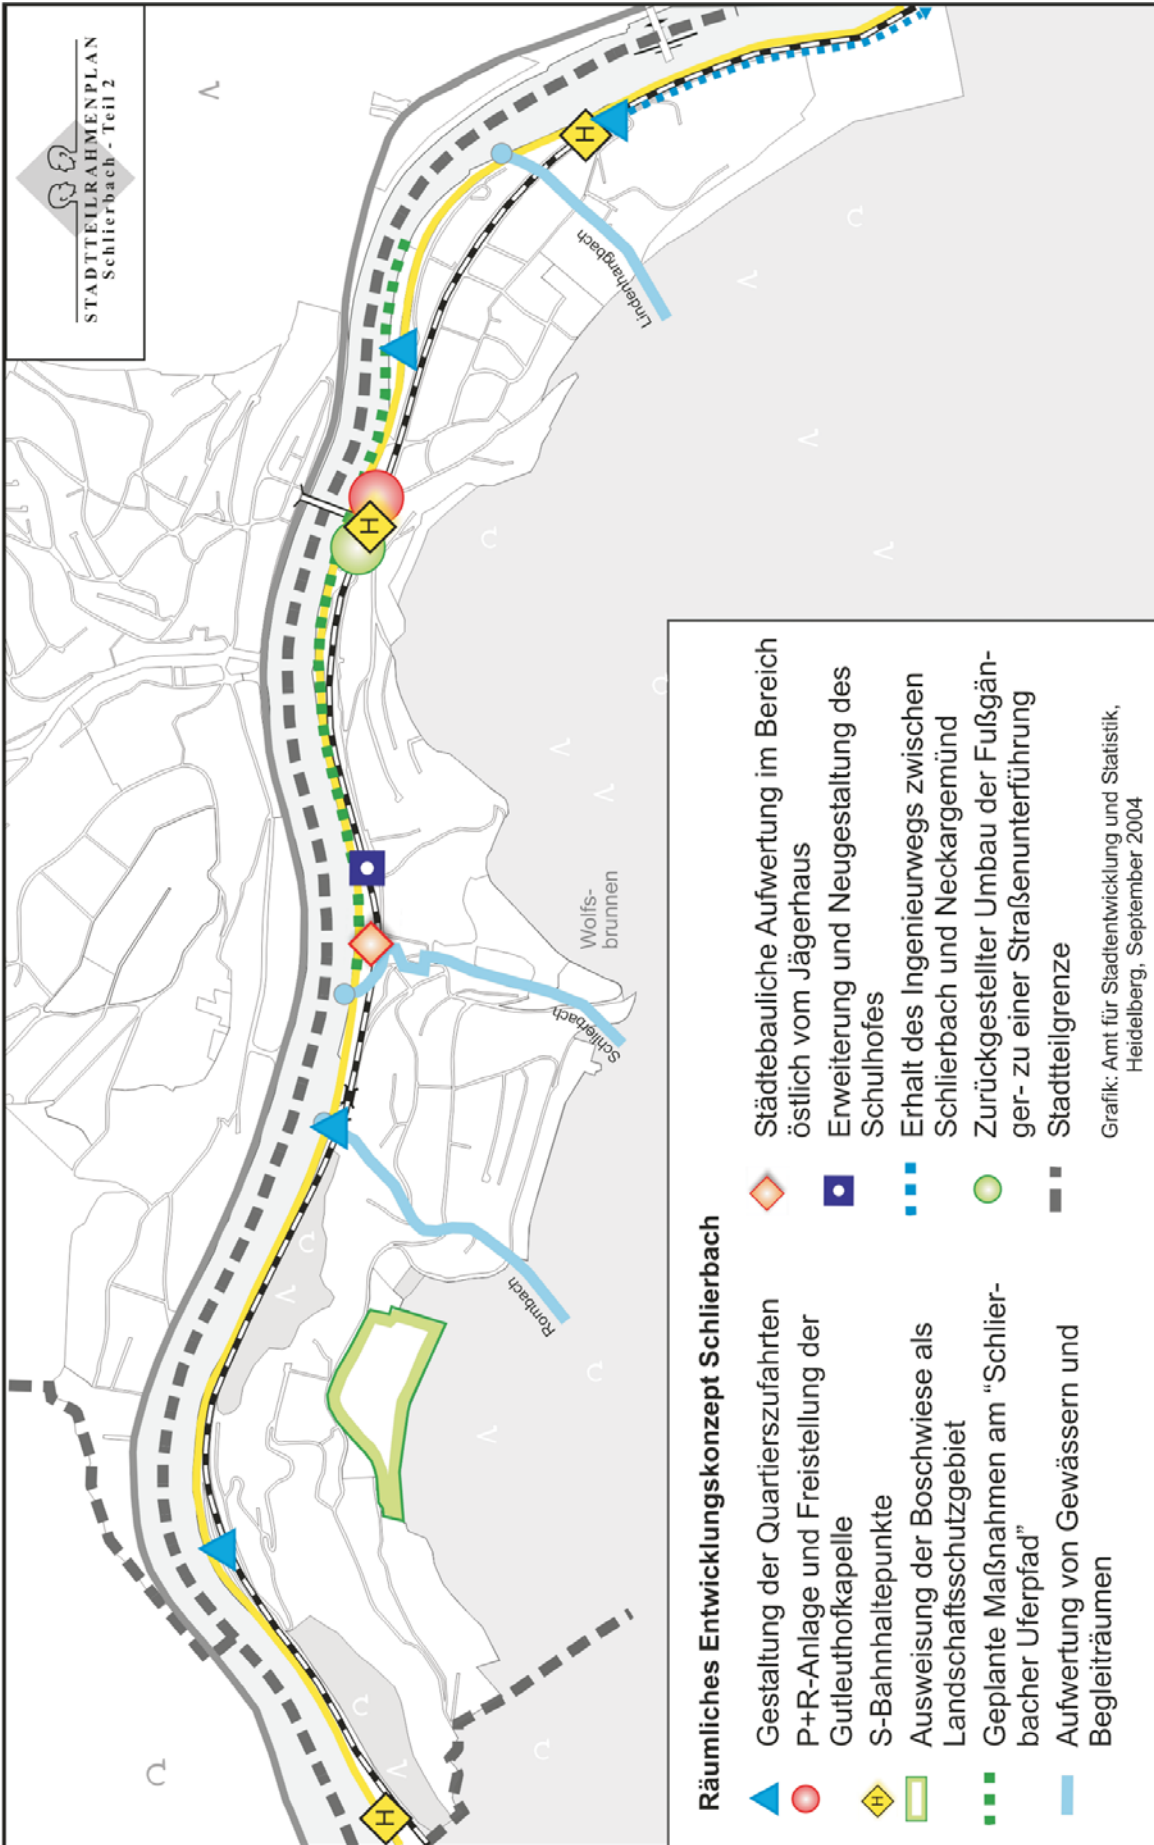 STADTTEILRAHMENPLAN
Schlierbach - Teil 2
H
Rombach
Schlierbach
Wolfs-
brunnen
H
Lindenhangbach
H
Räumliches Entwicklungskonzept Schlierbach
Gestaltung der Quartierszufahrten
P+R-Anlage und Freistellung der
Gutleuthofkapelle
H
S-Bahnhaltepunkte
Ausweisung der Boschwiese als
Landschaftsschutzgebiet
Geplante Maßnahmen am "Schlier-
bacher Uferpfad"
Aufwertung von Gewässern und
Begleiträumen
Städtebauliche Aufwertung im Bereich
östlich vom Jägerhaus
Erweiterung und Neugestaltung des
Schulhofes
Erhalt des Ingenieurwegs zwischen
Schlierbach und Neckargemünd
Zurückgestellter Umbau der Fußgän-
ger- zu einer Straßenunterführung
Stadtteilgrenze
Grafik: Amt für Stadtentwicklung und Statistik,
Heidelberg, September 2004